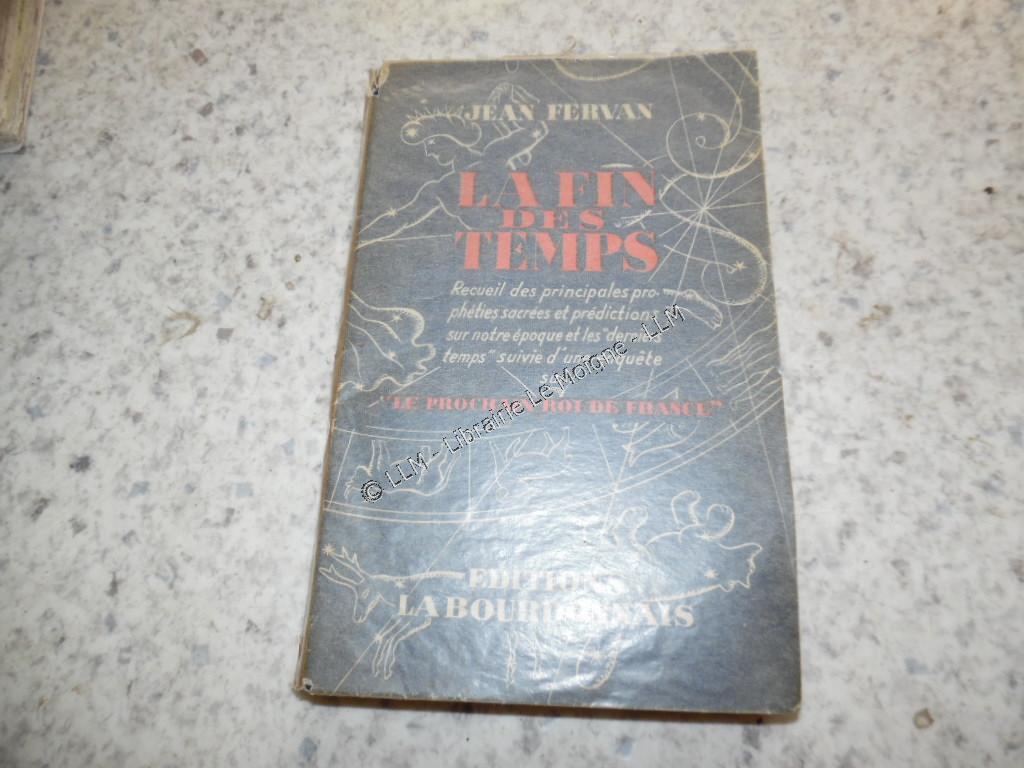 JEAN FERVAN
LA FIN
DES
TEMPS
Recueil des principales pro-
phéties sacrées et prédictions
sur notre époque et les "derniers
temps" suivie d'une enquête
sur
"LE PROCHAIN ROI DE FRANCE"
EDITIONS
LA BOURDONNAIS
© LLM - Librairie Le Moigne - LLM